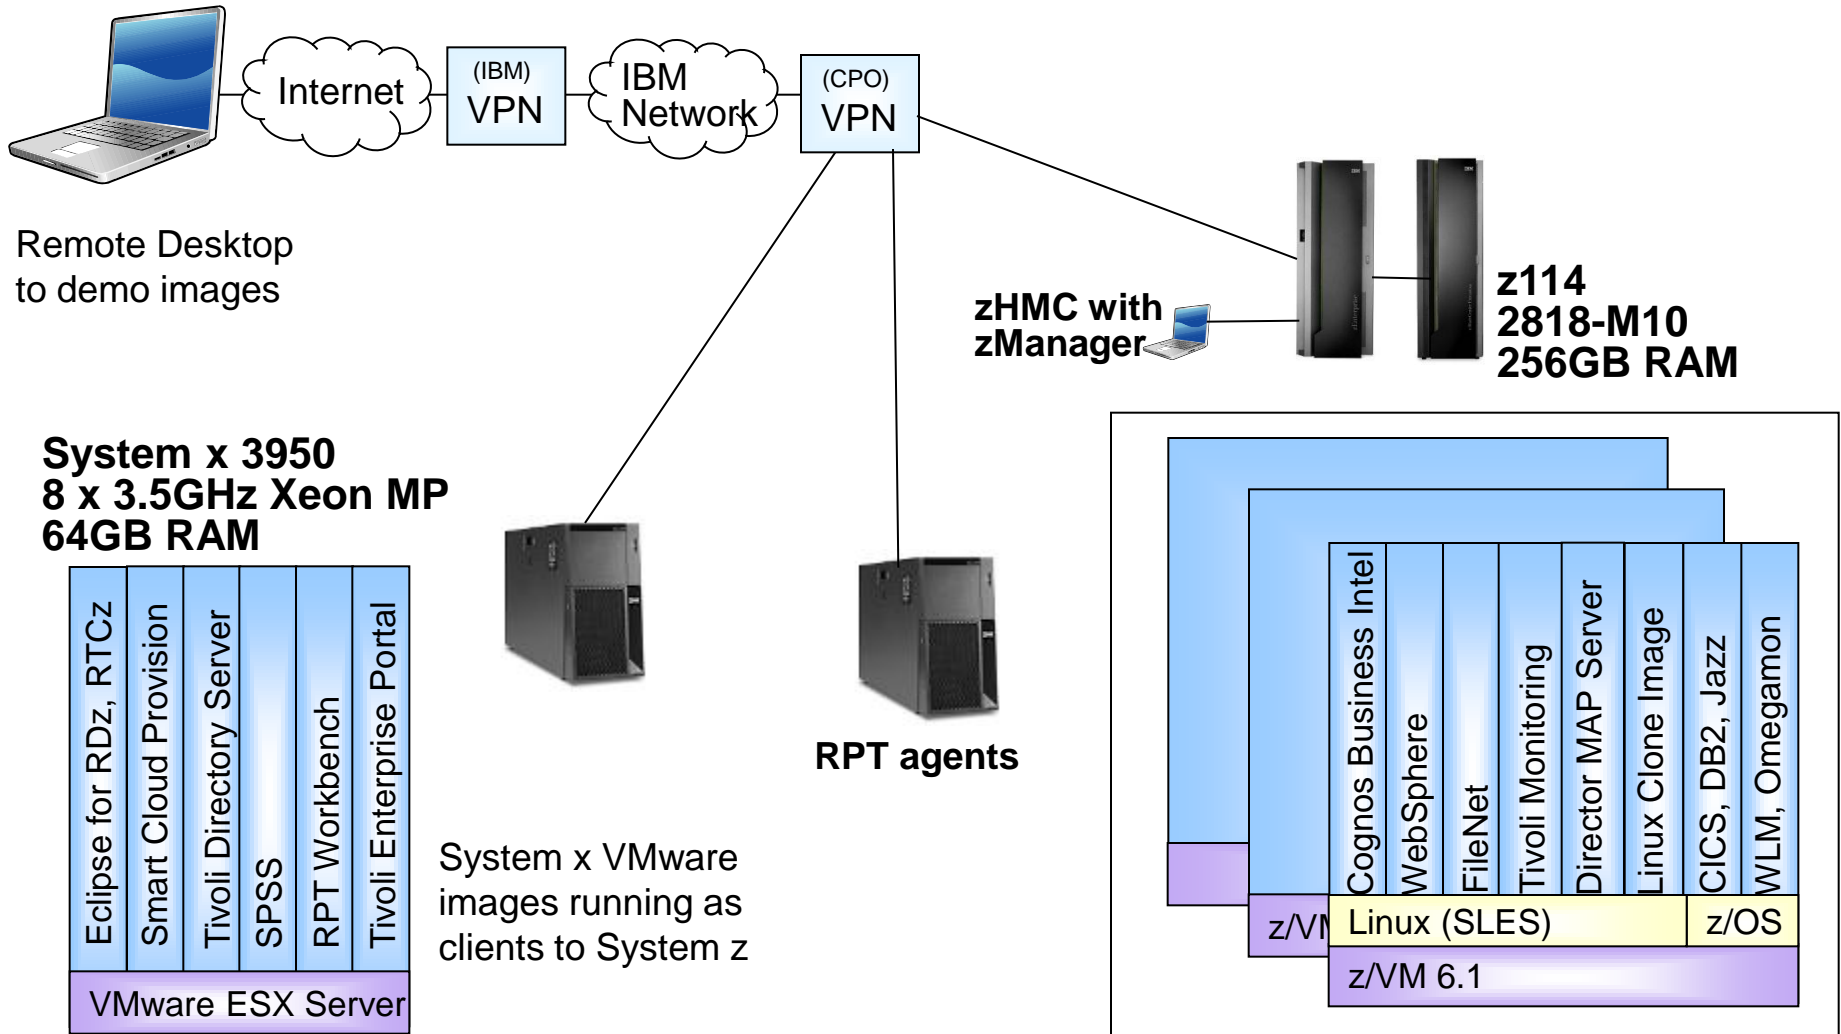 Internet
(IBM)
VPN
IBM
Network
(CPO)
VPN
Remote Desktop
to demo images
zHMC with
zManager
z114
2818-M10
256GB RAM
System x 3950
8 x 3.5GHz Xeon MP
64GB RAM
RPT agents
Eclipse for RDz, RTCz
Smart Cloud Provision
Tivoli Directory Server
SPSS
RPT Workbench
Tivoli Enterprise Portal
VMware ESX Server
System x VMware
images running as
clients to System z
Cognos Business Intel
WebSphere
FileNet
Tivoli Monitoring
Director MAP Server
Linux Clone Image
CICS, DB2, Jazz
WLM, Omegamon
Linux (SLES)
z/OS
z/VM
z/VM 6.1